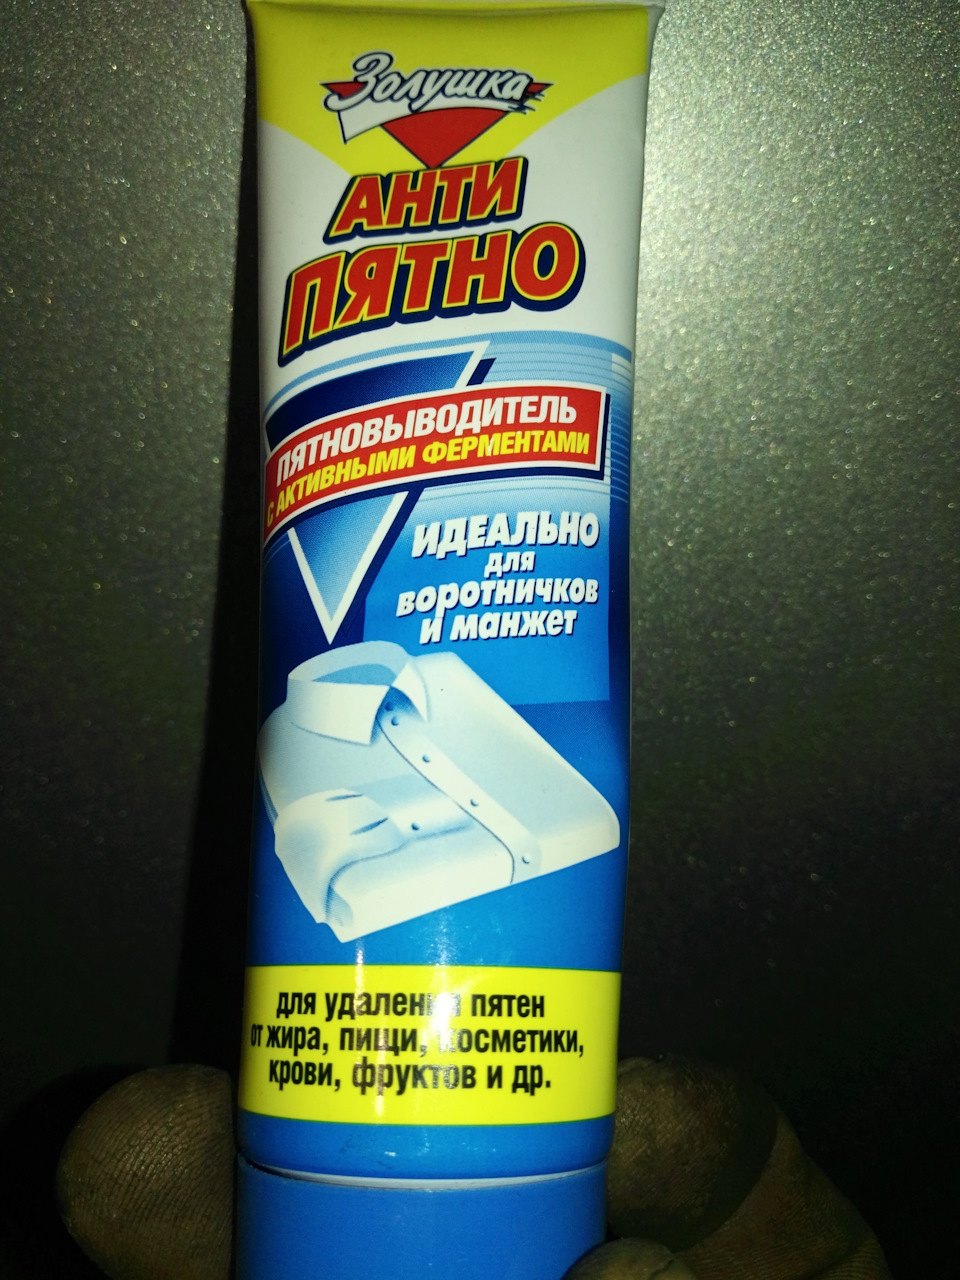 Золушка
АНТИ
ПЯТНО
ПЯТНОВЫВОДИТЕЛЬ
С АКТИВНЫМИ ФЕРМЕНТАМИ
ИДЕАЛЬНО
для
воротничков
и манжет
для удаления пятен
от жира, пищи, косметики,
крови, фруктов и др.